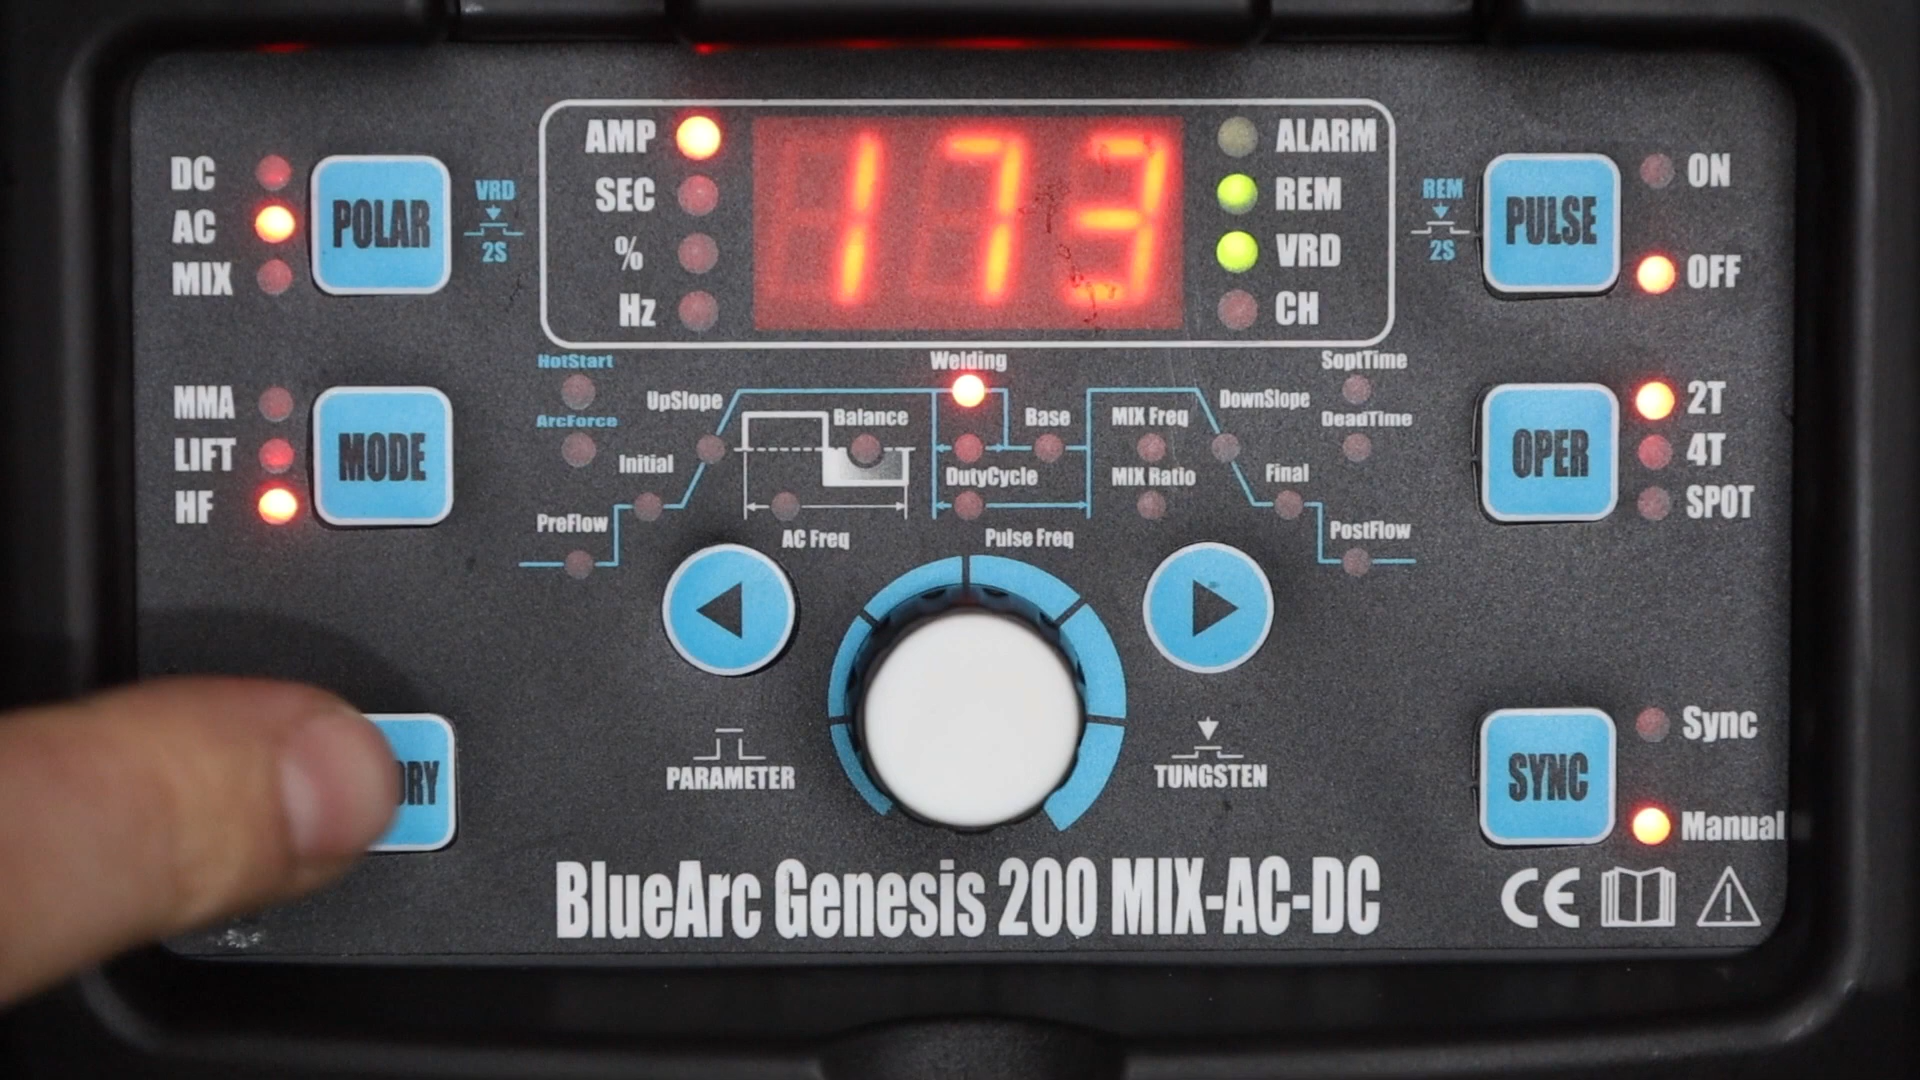 DC
AC
MIX
POLAR
VRD
2S
AMP
SEC
%
Hz
173
ALARM
REM
VRD
CH
REM
2S
PULSE
ON
OFF
MMA
LIFT
HF
MODE
HotStart
ArcForce
PreFlow
Initial
UpSlope
Balance
AC Freq
Welding
Base
DutyCycle
Pulse Freq
MIX Freq
MIX Ratio
DownSlope
Final
SoptTime
DeadTime
PostFlow
OPER
2T
4T
SPOT
PARAMETER
TUNGSTEN
SYNC
Sync
Manual
BlueArc Genesis 200 MIX-AC-DC
CE